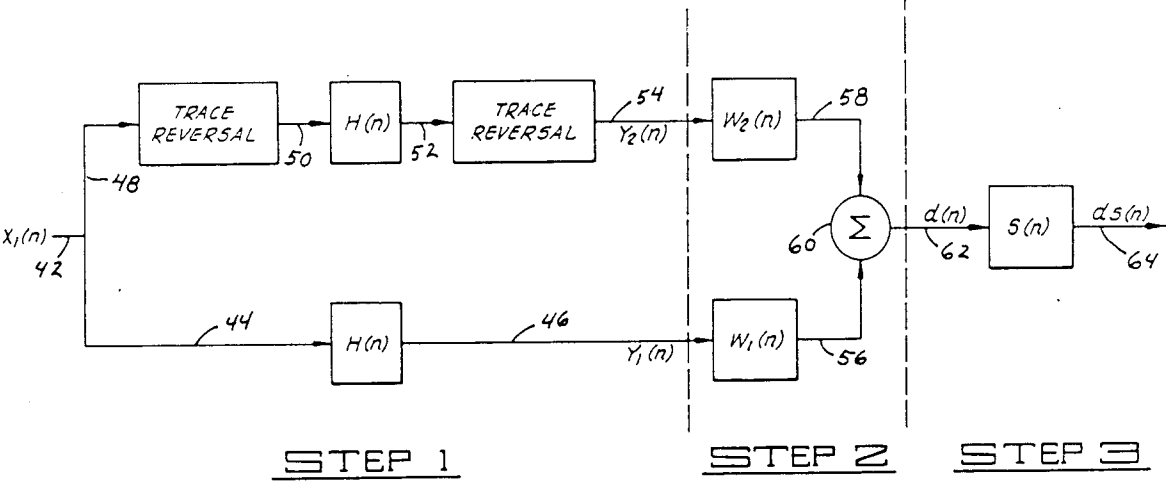 TRACE
REVERSAL
50
H(n)
52
TRACE
REVERSAL
54
Y₂(n)
W₂(n)
58
48
X₁(n)
42
60
Σ
d(n)
62
S(n)
ds(n)
64
44
H(n)
46
Y₁(n)
W₁(n)
56
STEP 1
STEP 2
STEP 3